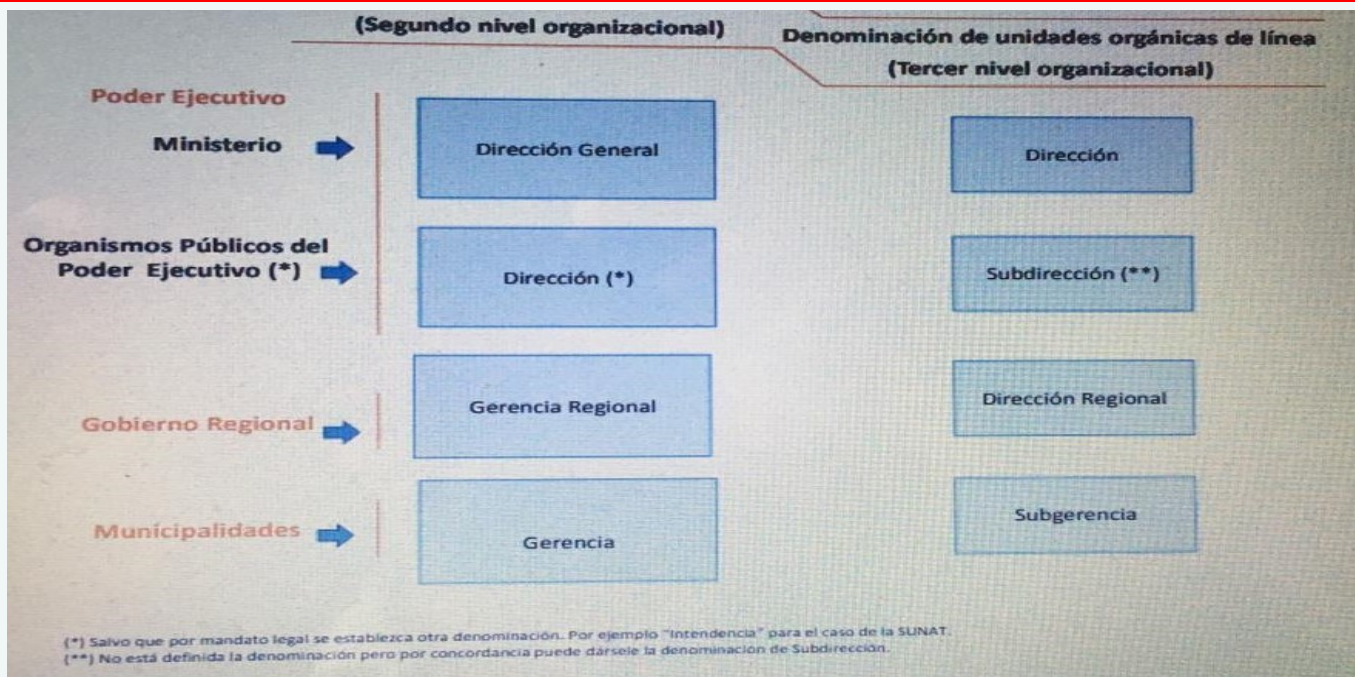 (Segundo nivel organizacional)
Denominación de unidades orgánicas de línea
(Tercer nivel organizacional)
Poder Ejecutivo
Ministerio
Dirección General
Dirección
Organismos Públicos del
Poder Ejecutivo (*)
Dirección (*)
Subdirección (**)
Gobierno Regional
Gerencia Regional
Dirección Regional
Municipalidades
Gerencia
Subgerencia
(*) Salvo que por mandato legal se establezca otra denominación. Por ejemplo "Intendencia" para el caso de la SUNAT.
(**) No está definida la denominación pero por concordancia puede dársele la denominación de Subdirección.